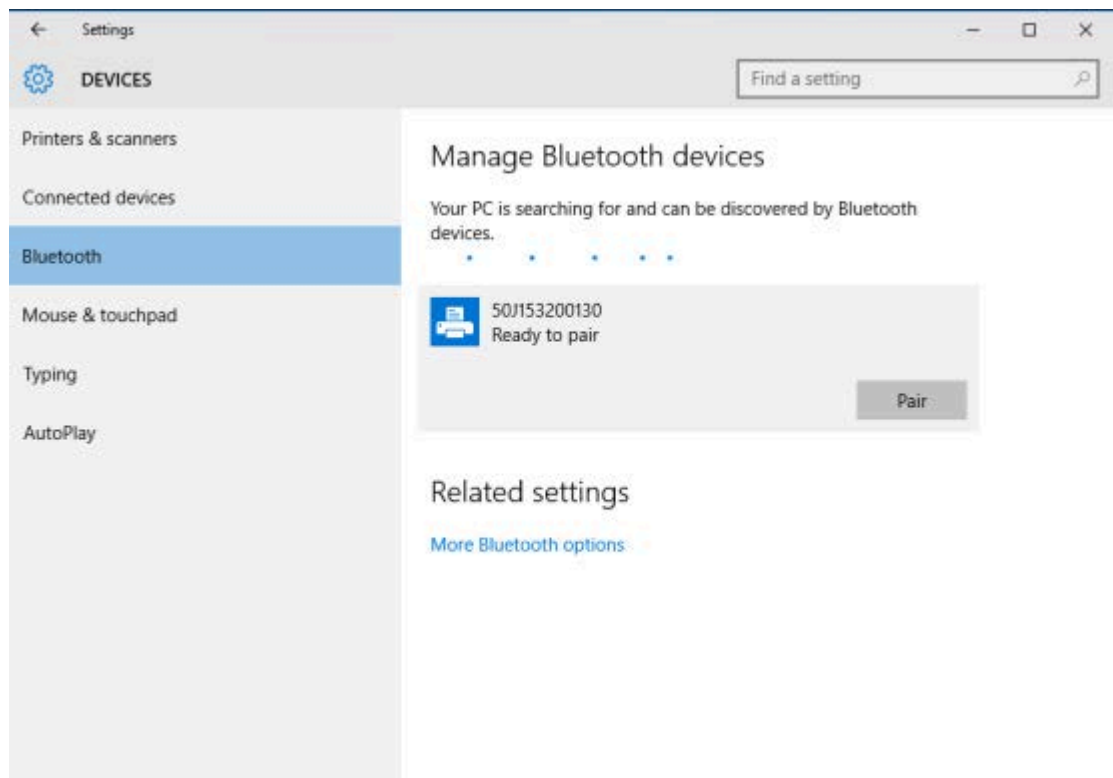 Settings
DEVICES
Find a setting
Printers & scanners
Connected devices
Bluetooth
Mouse & touchpad
Typing
AutoPlay
Manage Bluetooth devices
Your PC is searching for and can be discovered by Bluetooth
devices.
50J153200130
Ready to pair
Pair
Related settings
More Bluetooth options